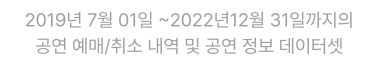 2019년 7월 01일 ~2022년12월 31일까지의
공연 예매/취소 내역 및 공연 정보 데이터셋